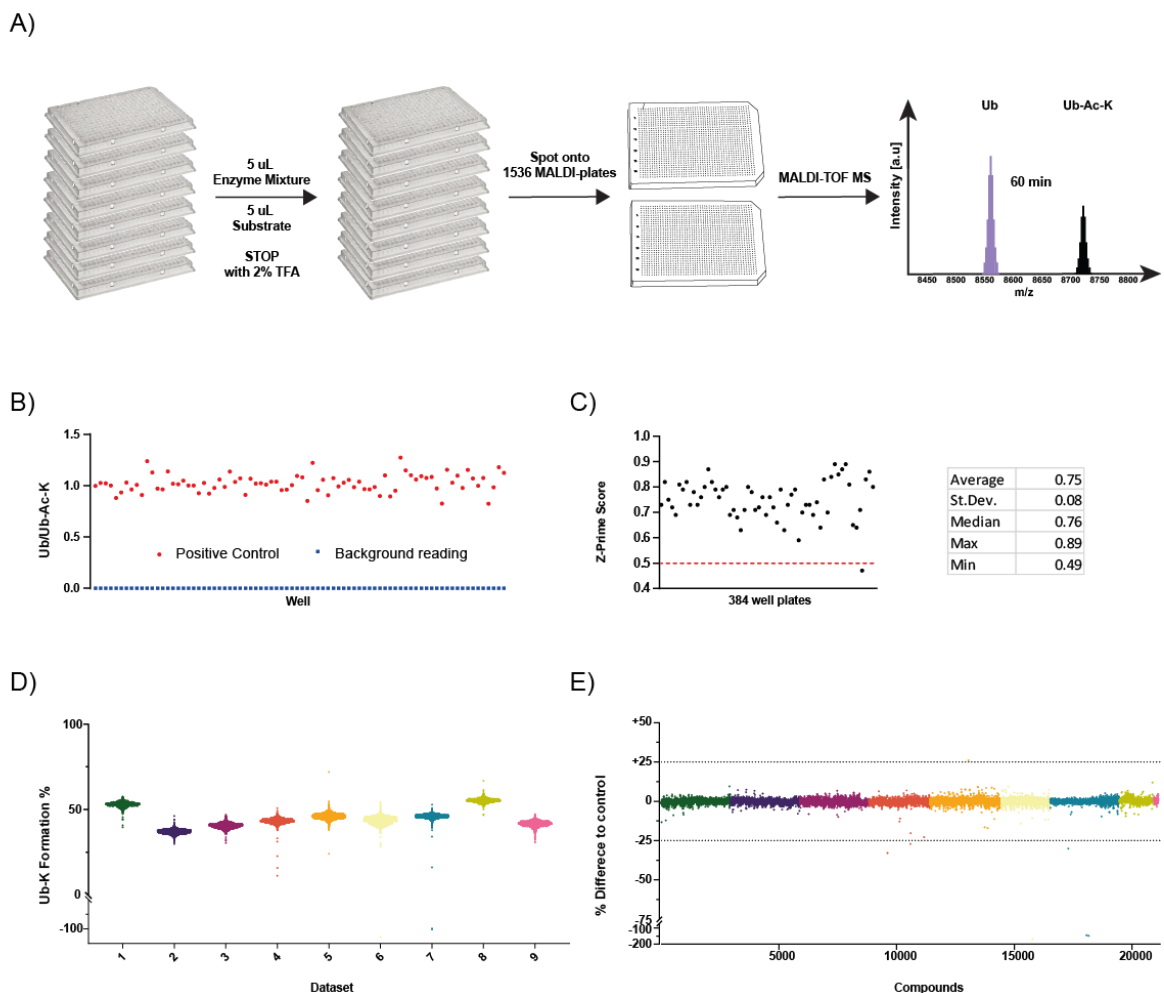 A)
5 uL
Enzyme Mixture
5 uL
Substrate
STOP
with 2% TFA
Spot onto
1536 MALDI-plates
MALDI-TOF MS
Ub
Ub-Ac-K
60 min
Intensity [a.u]
8450 8500 8550 8600 8650 8700 8750 8800
m/z
B)
Ub/Ub-Ac-K
1.5
1.0
0.5
0.0
Positive Control
Background reading
Well
C)
Z-Prime Score
1.0
0.9
0.8
0.7
0.6
0.5
0.4
384 well plates
Average 0.75
St.Dev. 0.08
Median 0.76
Max 0.89
Min 0.49
D)
Ub-K Formation %
100
50
0
-100
1 2 3 4 5 6 7 8 9
Dataset
E)
% Differece to control
+50
+25
0
-25
-50
-75
-100
-200
5000 10000 15000 20000
Compounds